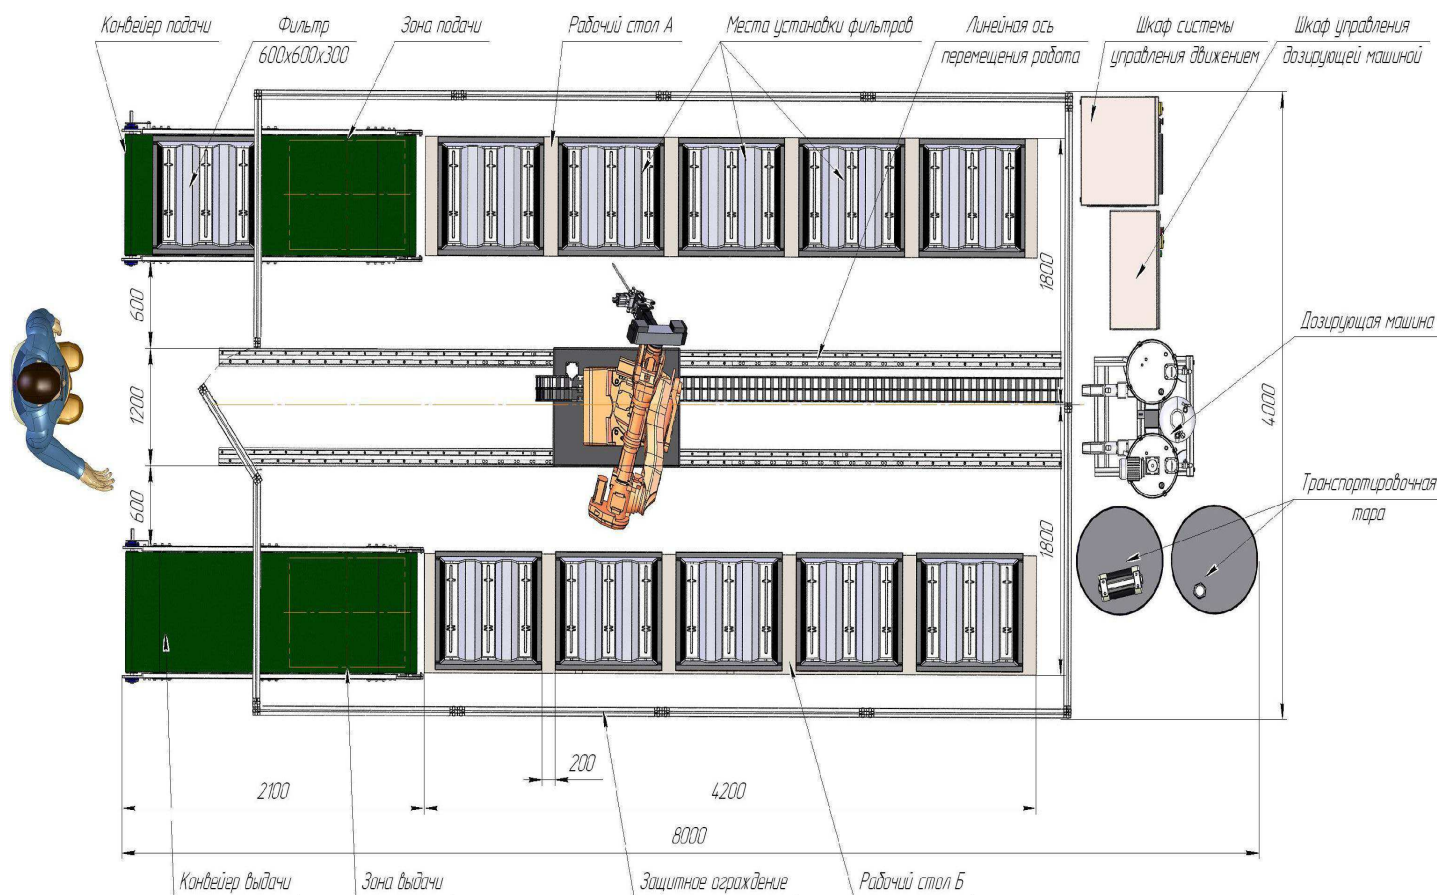 Конвейер подачи
Фильтр
600х600х300
Зона подачи
Рабочий стол А
Места установки фильтров
Линейная ось
перемещения робота
Шкаф системы
управления движением
Шкаф управления
дозирующей машиной
600
1200
600
1800
1800
4000
Дозирующая машина
Транспортировочная
тара
200
2100
4200
8000
Конвейер выдачи
Зона выдачи
Защитное ограждение
Рабочий стол Б